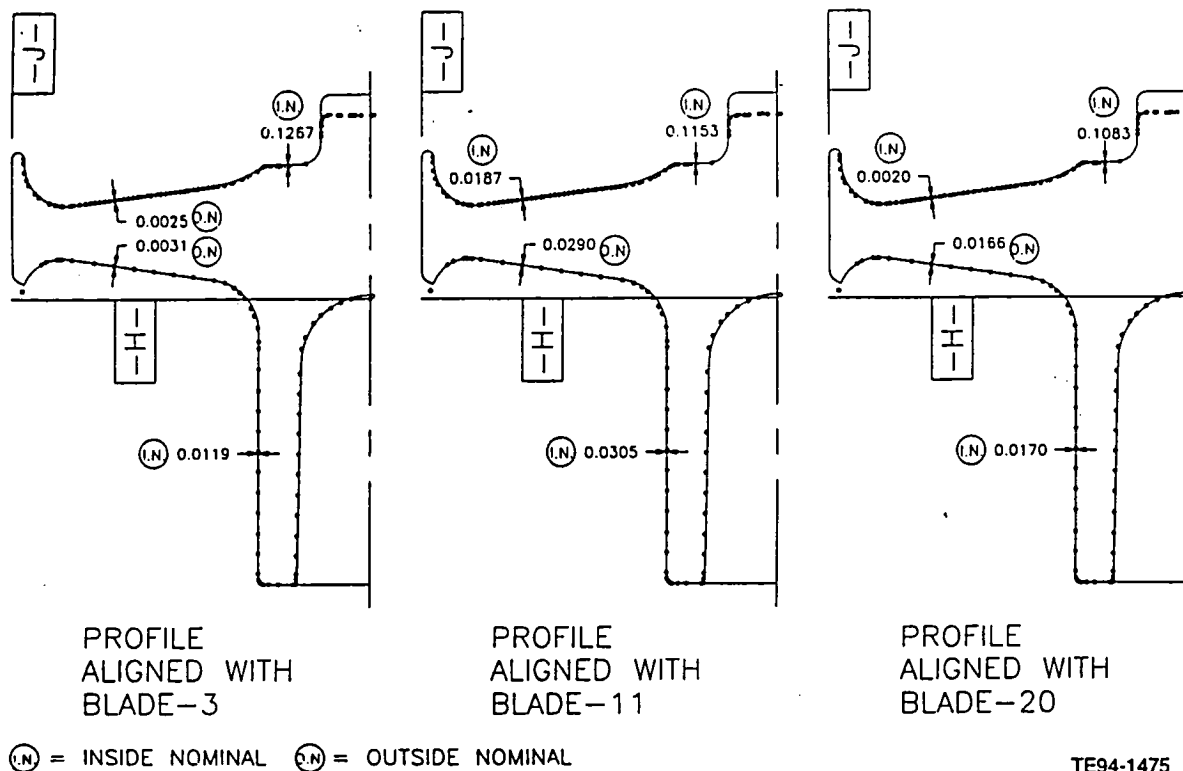 -J-
I.N.
0.1267
0.0025 O.N
0.0031 O.N
-H-
I.N. 0.0119
PROFILE
ALIGNED WITH
BLADE-3
-J-
I.N
0.1153
I.N
0.0187
0.0290 O.N
-H-
I.N. 0.0305
PROFILE
ALIGNED WITH
BLADE-11
-J-
I.N
0.1083
I.N.
0.0020
0.0166 O.N
-H-
I.N. 0.0170
PROFILE
ALIGNED WITH
BLADE-20
I.N. = INSIDE NOMINAL O.N = OUTSIDE NOMINAL
TE94-1475